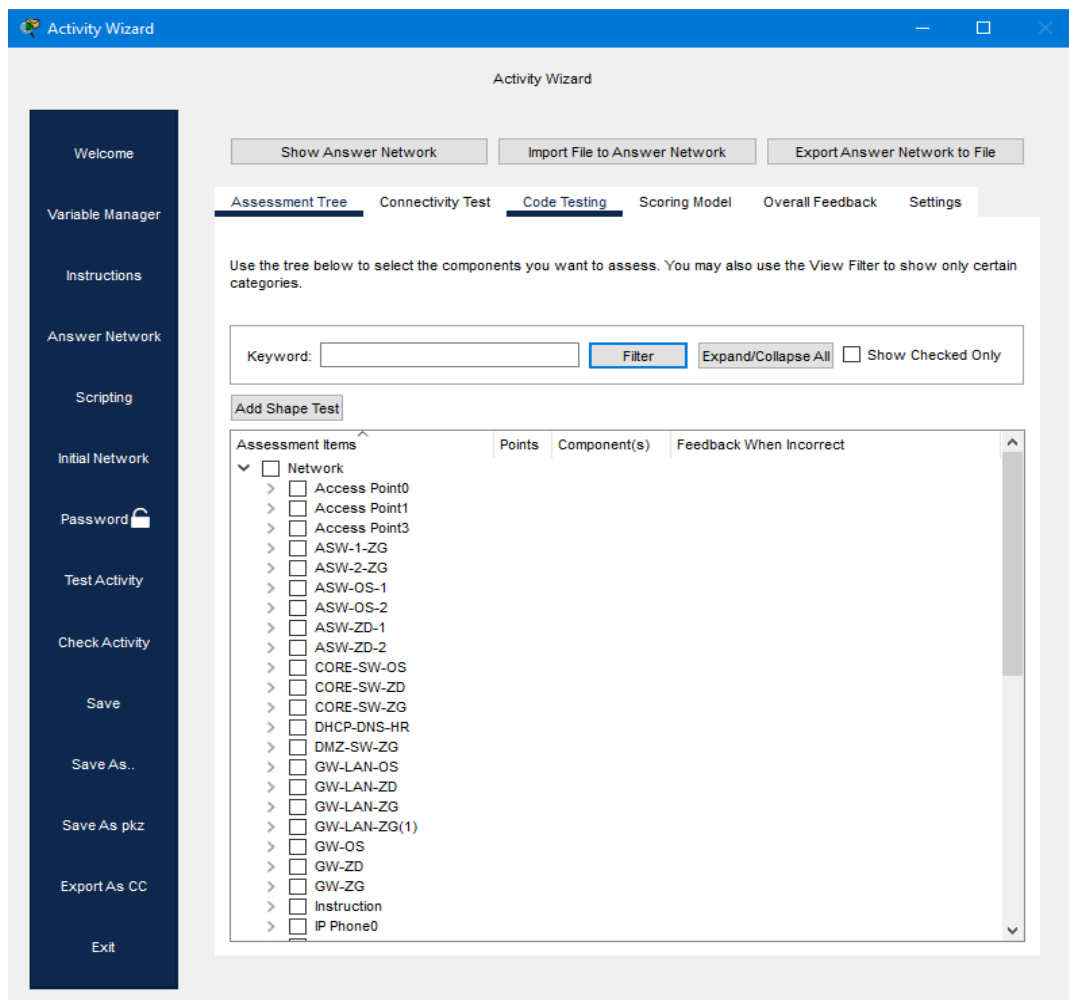 Activity Wizard
Activity Wizard
Welcome
Variable Manager
Instructions
Answer Network
Scripting
Initial Network
Password
Test Activity
Check Activity
Save
Save As..
Save As pkz
Export As CC
Exit
Show Answer Network Import File to Answer Network Export Answer Network to File
Assessment Tree Connectivity Test Code Testing Scoring Model Overall Feedback Settings
Use the tree below to select the components you want to assess. You may also use the View Filter to show only certain
categories.
Keyword: Filter Expand/Collapse All Show Checked Only
Add Shape Test
Assessment Items Points Component(s) Feedback When Incorrect
Network
Access Point0
Access Point1
Access Point3
ASW-1-ZG
ASW-2-ZG
ASW-OS-1
ASW-OS-2
ASW-ZD-1
ASW-ZD-2
CORE-SW-OS
CORE-SW-ZD
CORE-SW-ZG
DHCP-DNS-HR
DMZ-SW-ZG
GW-LAN-OS
GW-LAN-ZD
GW-LAN-ZG
GW-LAN-ZG(1)
GW-OS
GW-ZD
GW-ZG
Instruction
IP Phone0